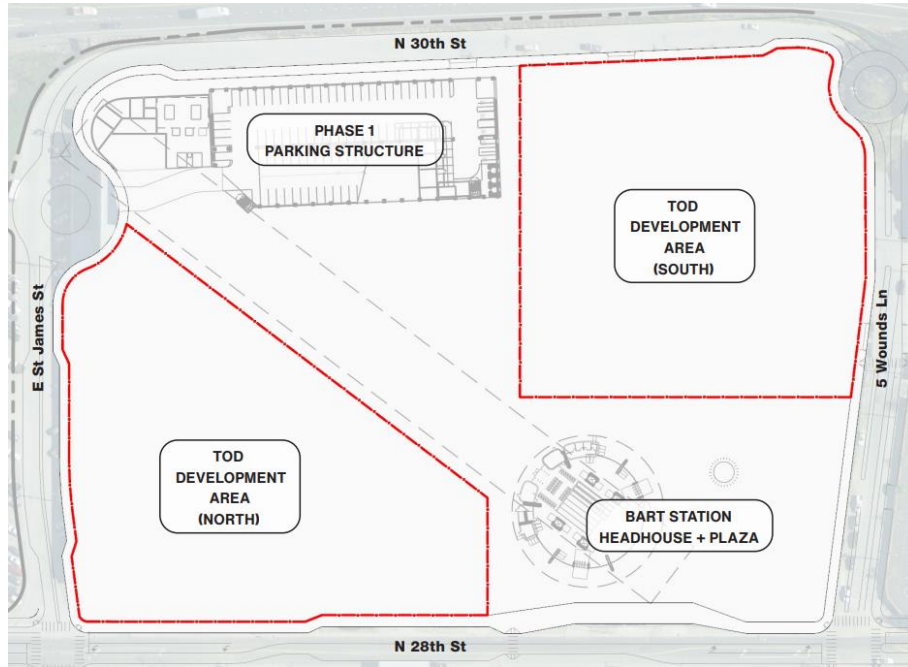 N 30th St
PHASE 1
PARKING STRUCTURE
TOD
DEVELOPMENT
AREA
(SOUTH)
E St James St
5 Wounds Ln
TOD
DEVELOPMENT
AREA
(NORTH)
BART STATION
HEADHOUSE + PLAZA
N 28th St